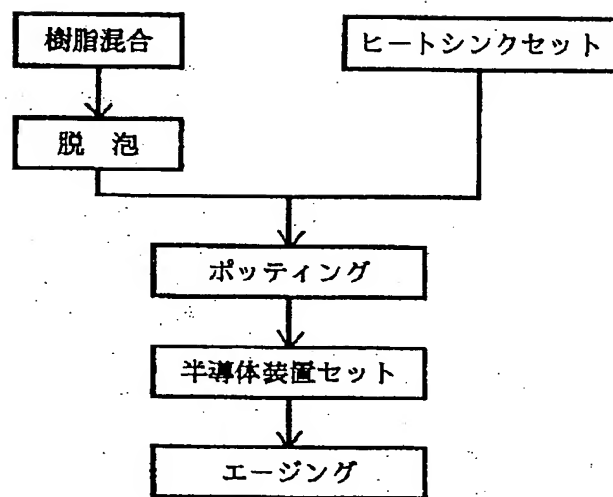 樹脂混合
ヒートシンクセット
脱 泡
ポッティング
半導体装置セット
エージング